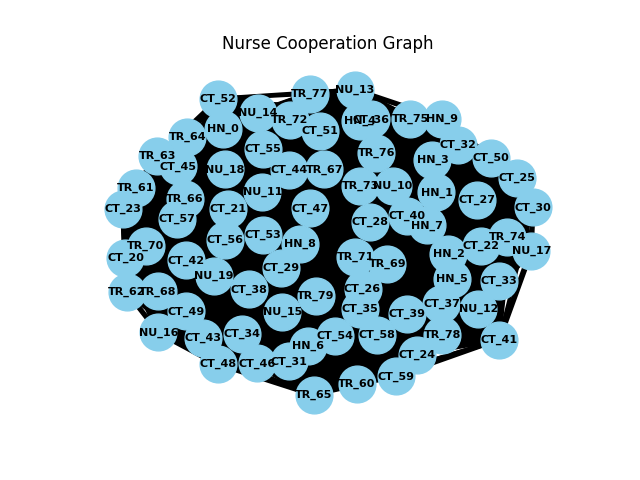 Nurse Cooperation Graph
NU_13
TR_77
CT_52
NU_14
TR_72
HN_4
CT_36
TR_75
HN_9
HN_0
CT_51
TR_64
CT_32
CT_55
TR_76
TR_63
CT_45
HN_3
CT_50
NU_18
CT_44
TR_67
CT_25
TR_61
NU_11
TR_73
NU_10
HN_1
TR_66
CT_27
CT_23
CT_57
CT_21
CT_47
CT_28
CT_40
HN_7
CT_30
CT_56
CT_53
HN_8
TR_74
TR_70
CT_22
NU_17
CT_20
CT_42
NU_19
CT_29
TR_71
TR_69
HN_2
HN_5
CT_33
TR_62
TR_68
CT_38
TR_79
CT_26
CT_49
NU_15
CT_35
CT_39
CT_37
NU_12
NU_16
CT_43
CT_34
CT_54
CT_58
TR_78
CT_41
HN_6
CT_48
CT_46
CT_31
CT_24
CT_59
TR_60
TR_65